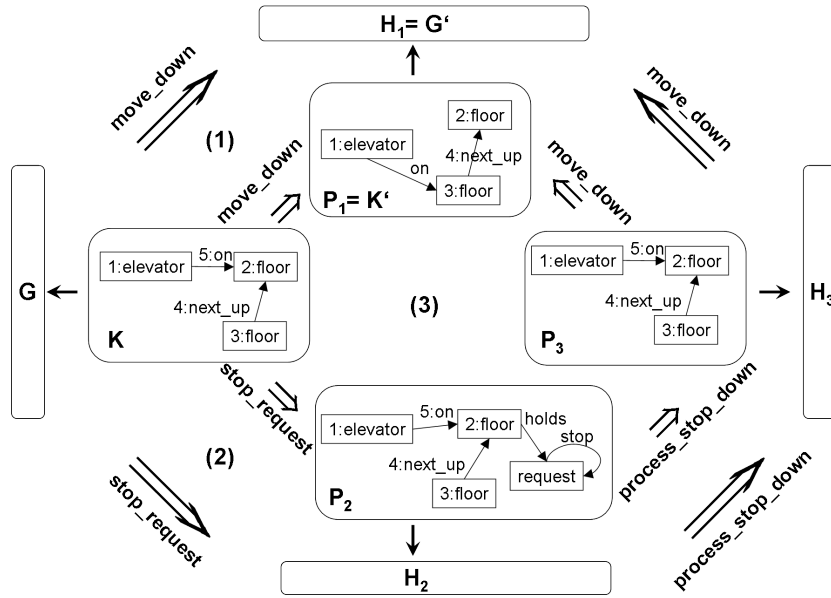 H1= G‘
move_down
move_down
(1)
2:floor
1:elevator
4:next_up
on
3:floor
P1= K‘
move_down
move_down
G
5:on
1:elevator
2:floor
4:next_up
3:floor
K
(3)
5:on
1:elevator
2:floor
4:next_up
3:floor
P3
H3
stop_request
(2)
5:on
1:elevator
2:floor
holds
stop
4:next_up
request
3:floor
P2
process_stop_down
stop_request
process_stop_down
H2